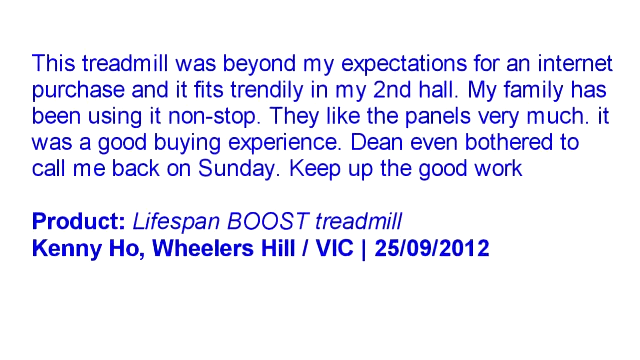 This treadmill was beyond my expectations for an internet
purchase and it fits trendily in my 2nd hall. My family has
been using it non-stop. They like the panels very much. it
was a good buying experience. Dean even bothered to
call me back on Sunday. Keep up the good work
Product: Lifespan BOOST treadmill
Kenny Ho, Wheelers Hill / VIC | 25/09/2012